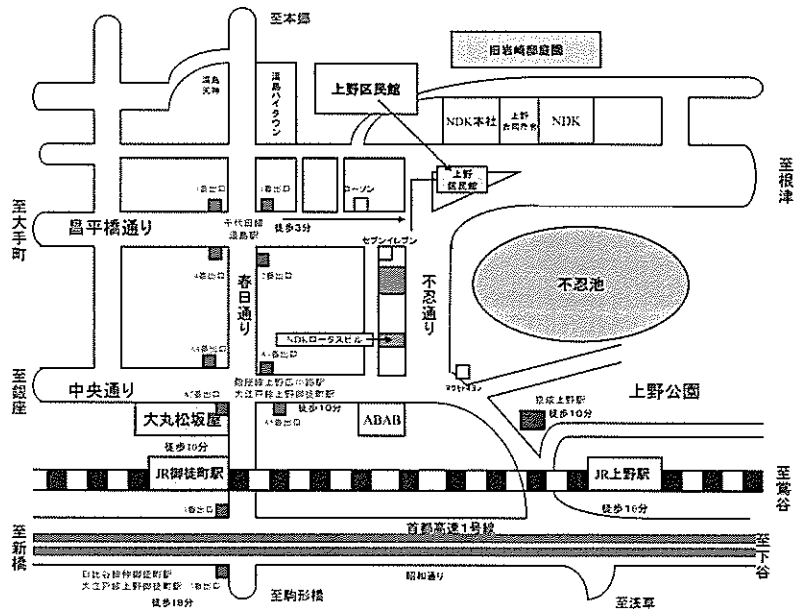 至本郷
旧岩崎邸庭園
湯島天神
湯島ハイタウン
上野区民館
NDK本社
上野
NDK
上野
区民館
至根津
ローソン
至大手町
昌平橋通り
千代田線
湯島駅
徒歩3分
セブンイレブン
春日通り
不忍通り
不忍池
NDKロータスビル
至銀座
中央通り
銀座線上野広小路駅
大江戸線上野御徒町駅
徒歩10分
京成上野駅
徒歩10分
上野公園
大丸松坂屋
徒歩10分
ABAB
JR御徒町駅
JR上野駅
至鶯谷
徒歩16分
首都高速1号線
至新橋
至下谷
日比谷線仲御徒町駅
大江戸線上野御徒町駅
昭和通り
至駒形橋
至浅草